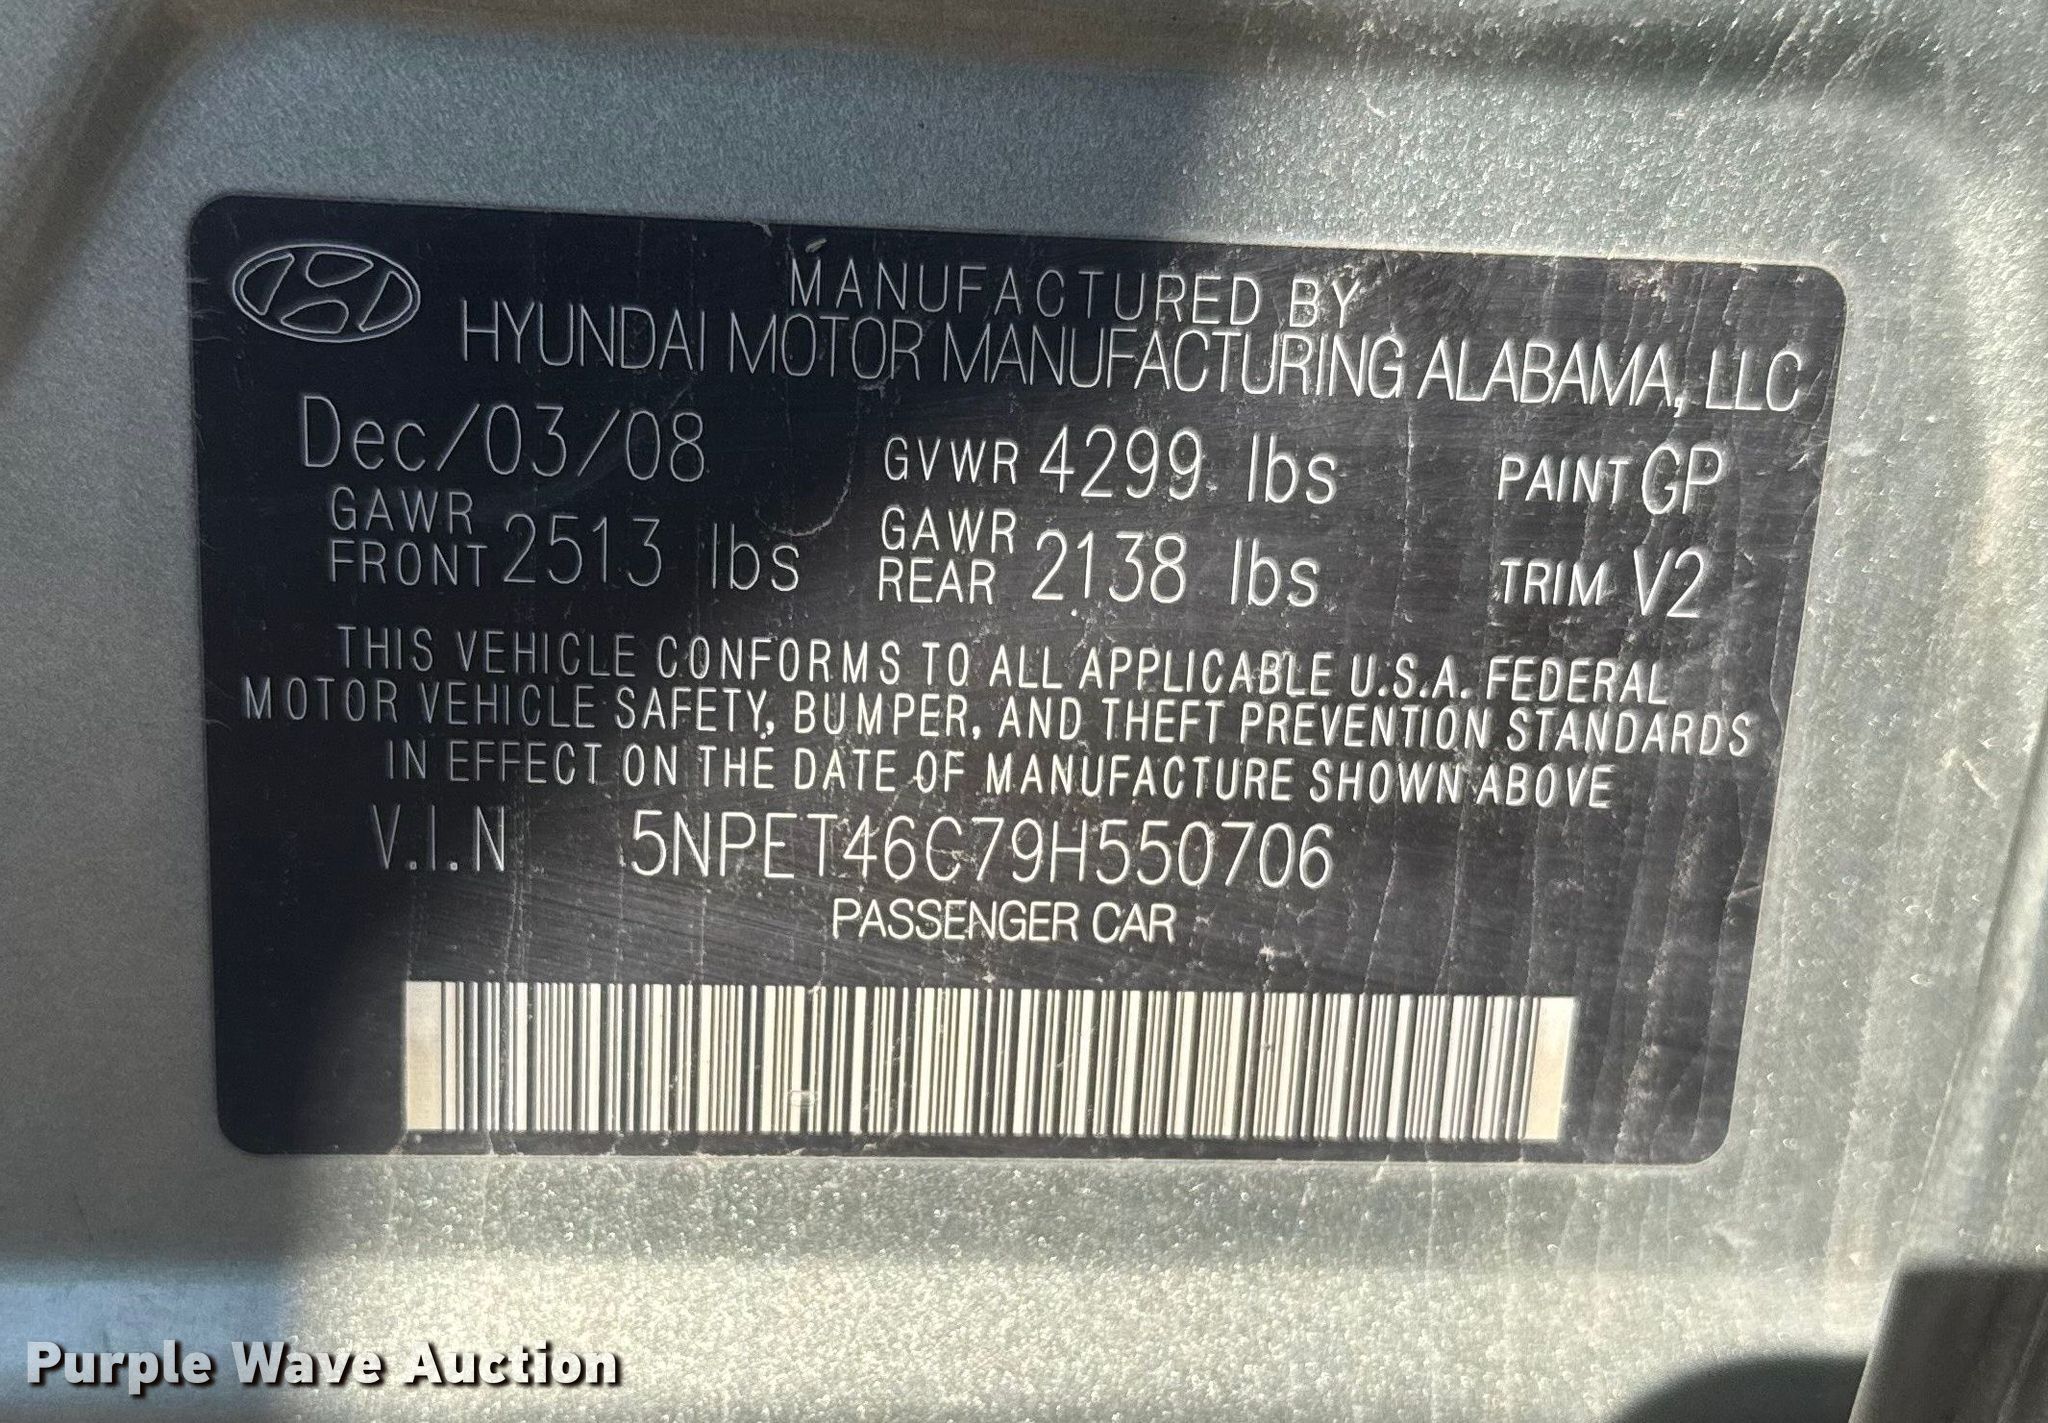 MANUFACTURED BY
HYUNDAI MOTOR MANUFACTURING ALABAMA, LLC
Dec/03/08 GVWR 4299 lbs PAINT GP
GAWR FRONT 2513 lbs GAWR REAR 2138 lbs TRIM V2
THIS VEHICLE CONFORMS TO ALL APPLICABLE U.S.A. FEDERAL
MOTOR VEHICLE SAFETY, BUMPER, AND THEFT PREVENTION STANDARDS
IN EFFECT ON THE DATE OF MANUFACTURE SHOWN ABOVE
V.I.N 5NPET46C79H550706
PASSENGER CAR
Purple Wave Auction